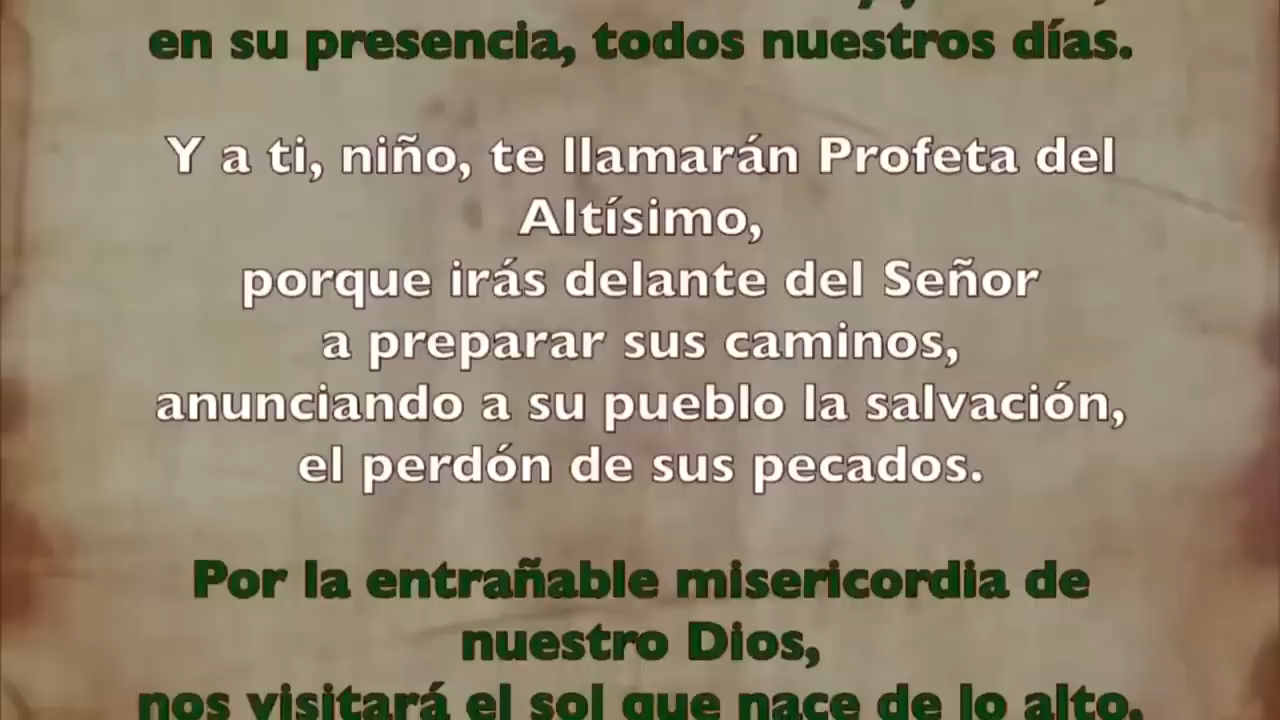 en su presencia, todos nuestros días.
Y a ti, niño, te llamarán Profeta del
Altísimo,
porque irás delante del Señor
a preparar sus caminos,
anunciando a su pueblo la salvación,
el perdón de sus pecados.
Por la entrañable misericordia de
nuestro Dios,
nos visitará el sol que nace de lo alto,